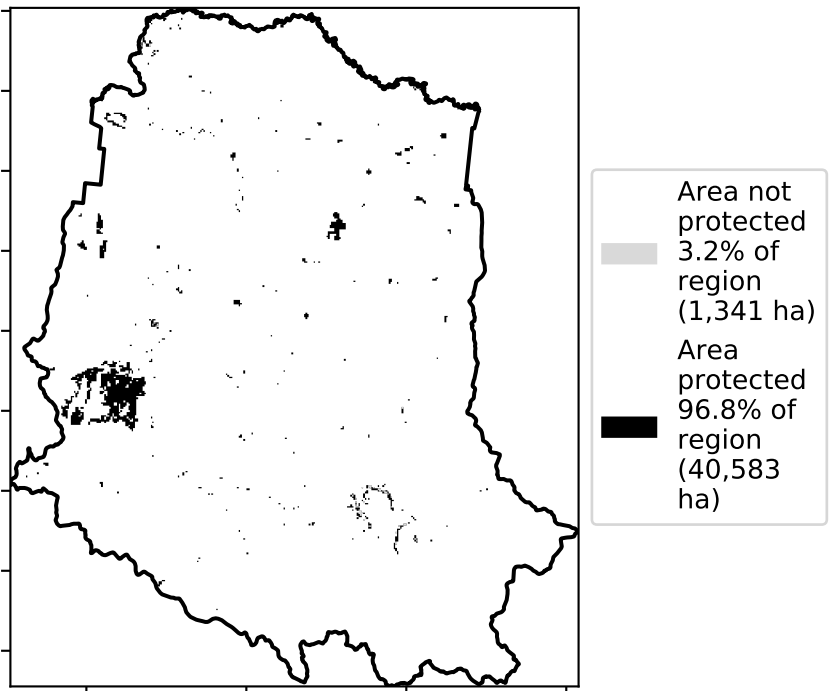 Area not
protected
3.2% of
region
(1,341 ha)
Area
protected
96.8% of
region
(40,583
ha)